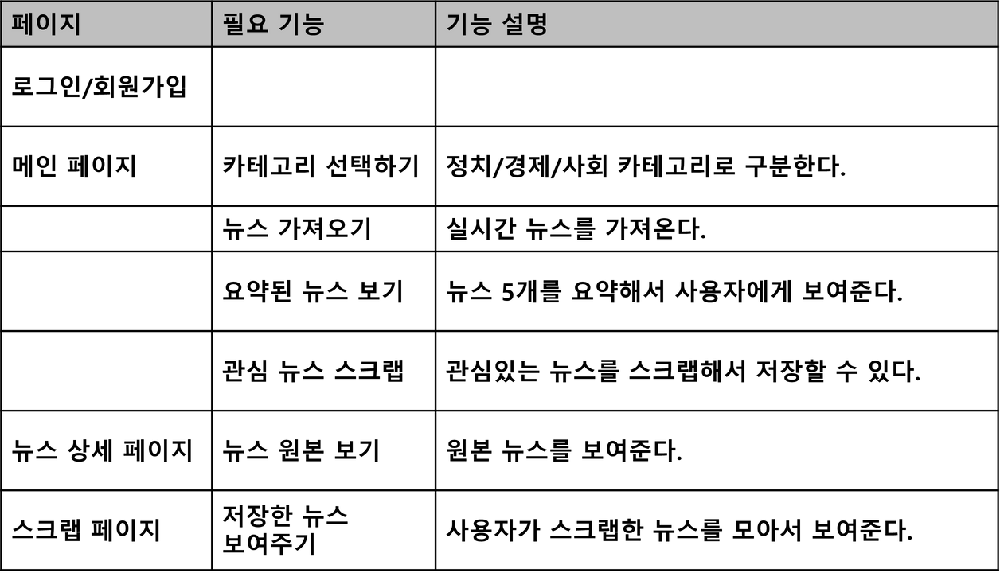 페이지 필요 기능 기능 설명
로그인/회원가입
메인 페이지 카테고리 선택하기 정치/경제/사회 카테고리로 구분한다.
뉴스 가져오기 실시간 뉴스를 가져온다.
요약된 뉴스 보기 뉴스 5개를 요약해서 사용자에게 보여준다.
관심 뉴스 스크랩 관심있는 뉴스를 스크랩해서 저장할 수 있다.
뉴스 상세 페이지 뉴스 원본 보기 원본 뉴스를 보여준다.
스크랩 페이지 저장한 뉴스
보여주기 사용자가 스크랩한 뉴스를 모아서 보여준다.